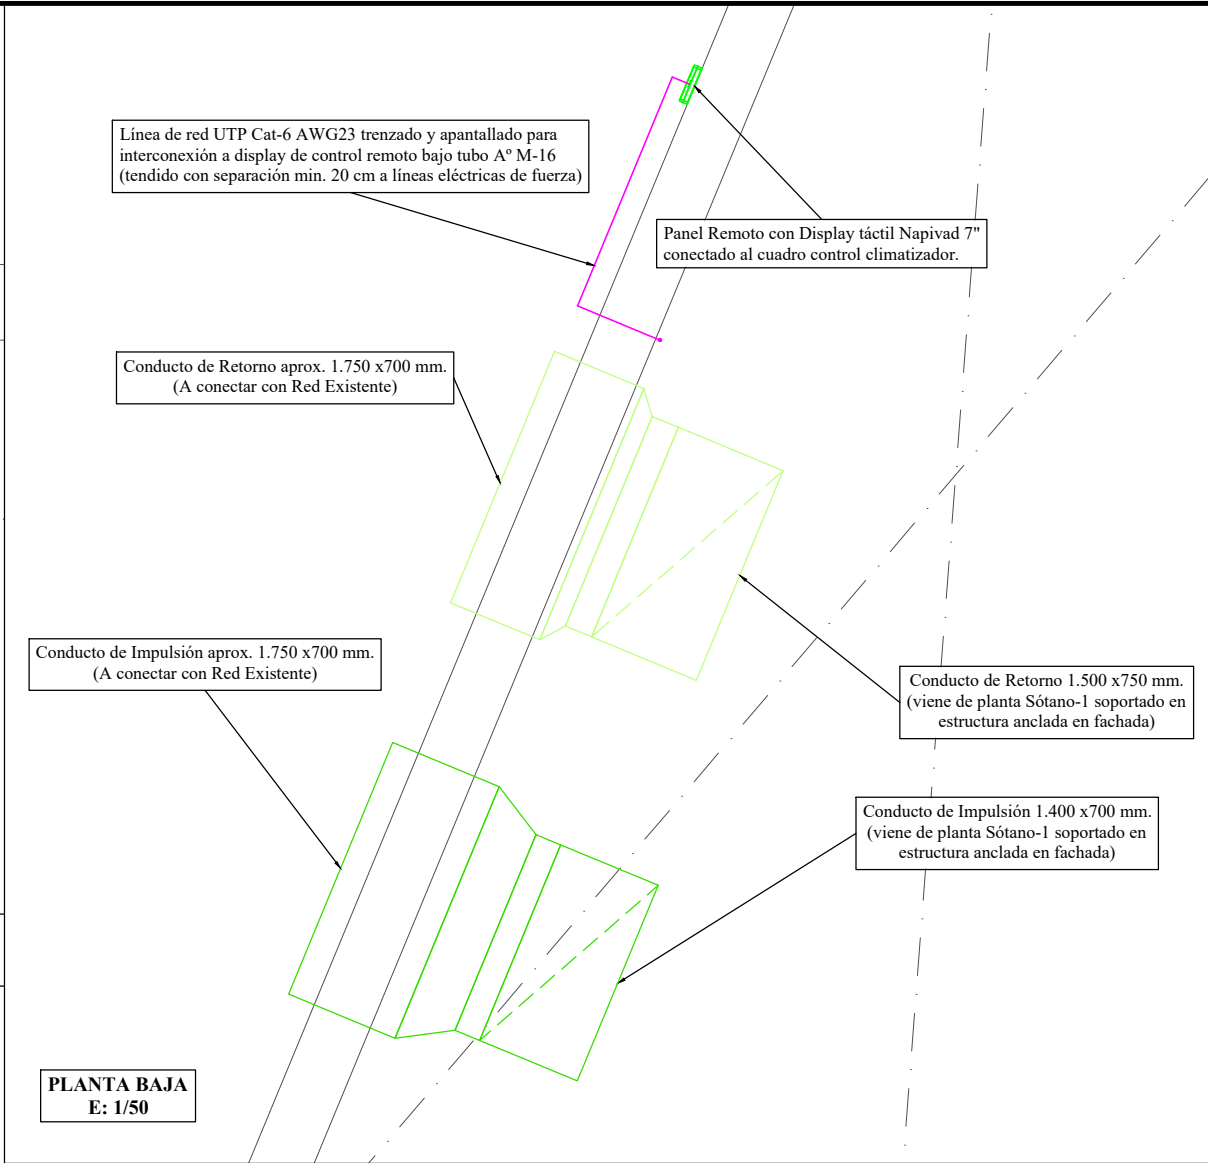 Línea de red UTP Cat-6 AWG23 trenzado y apantallado para
interconexión a display de control remoto bajo tubo Aº M-16
(tendido con separación min. 20 cm a líneas eléctricas de fuerza)
Panel Remoto con Display táctil Napivad 7"
conectado al cuadro control climatizador.
Conducto de Retorno aprox. 1.750 x700 mm.
(A conectar con Red Existente)
Conducto de Impulsión aprox. 1.750 x700 mm.
(A conectar con Red Existente)
Conducto de Retorno 1.500 x750 mm.
(viene de planta Sótano-1 soportado en
estructura anclada en fachada)
Conducto de Impulsión 1.400 x700 mm.
(viene de planta Sótano-1 soportado en
estructura anclada en fachada)
PLANTA BAJA
E: 1/50